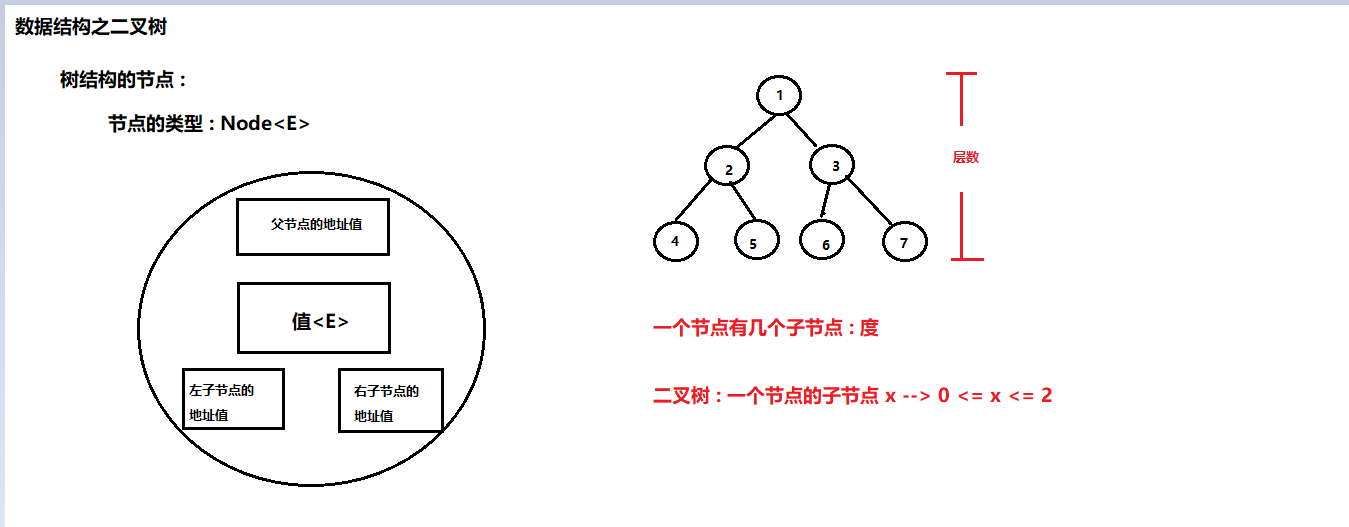 数据结构之二叉树
树结构的节点：
节点的类型：Node<E>
父节点的地址值
值<E>
左子节点的
地址值
右子节点的
地址值
1
2
3
4
5
6
7
层数
一个节点有几个子节点：度
二叉树：一个节点的子节点 x --> 0 <= x <= 2